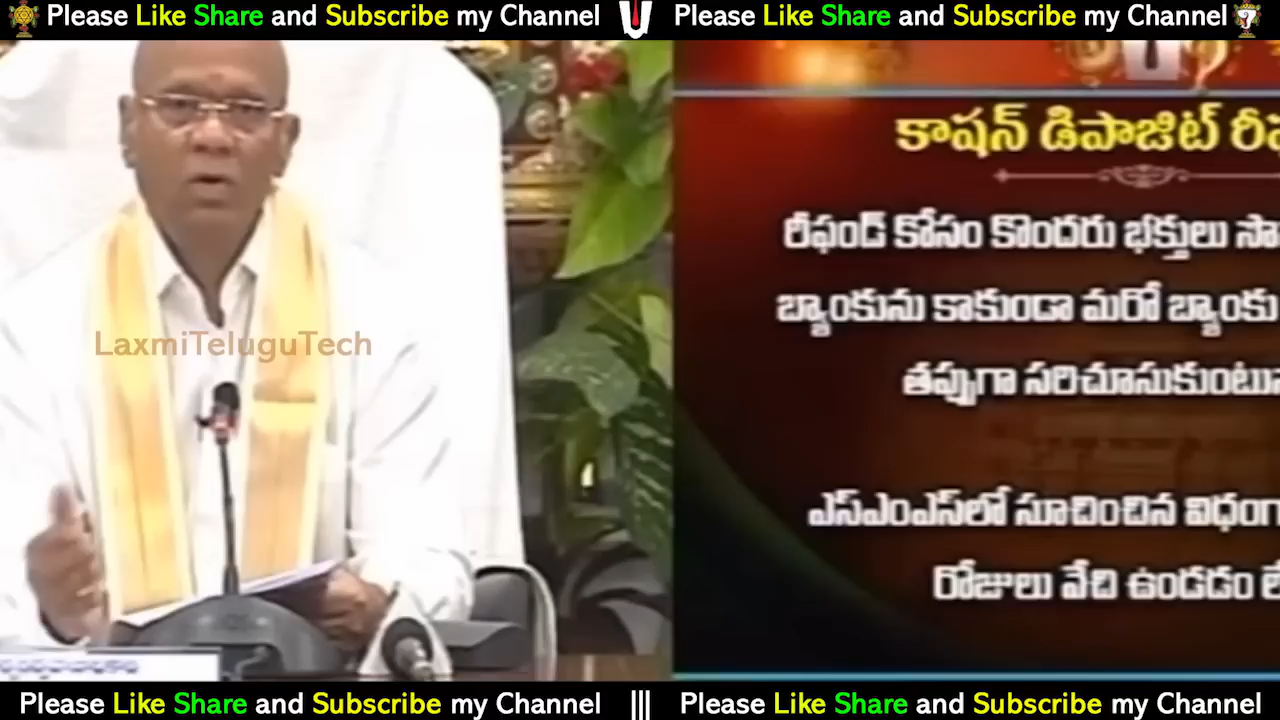 Please Like Share and Subscribe my Channel
Please Like Share and Subscribe my Channel
కాషన్ డిపాజిట్
రీఫండ్ కోసం కొందరు భక్తులు
బ్యాంకును కాకుండా మరో బ్యాంకు
తప్పుగా
LaxmiTeluguTech
ఎస్ఎంఎస్‌లో సూచించిన
రోజులు వేచి ఉండడం
Please Like Share and Subscribe my Channel ||| Please Like Share and Subscribe my Channel